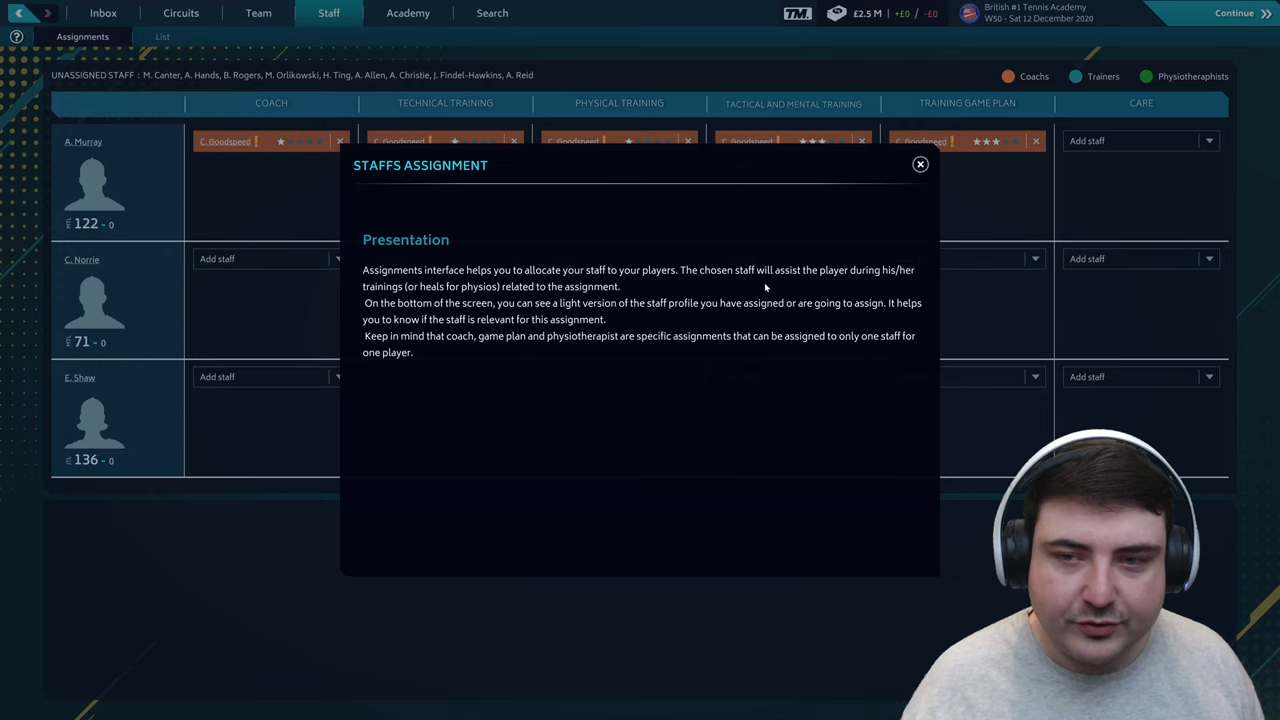 Inbox Circuits Team Staff Academy Search TM. £2.5 M | +£0 / -£0 British #1 Tennis Academy Continue
W50 - Sat 12 December 2020
Assignments List
UNASSIGNED STAFF : M. Canter, A. Hands, B. Rogers, M. Orlikowski, H. Ting, A. Allen, A. Christie, J. Findel-Hawkins, A. Reid Coachs Trainers Physiotheraphists
COACH TECHNICAL TRAINING PHYSICAL TRAINING TACTICAL AND MENTAL TRAINING TRAINING GAME PLAN CARE
A. Murray C. Goodspeed C. Goodspeed C. Goodspeed C. Goodspeed C. Goodspeed Add staff
122 - 0
C. Norrie Add staff Add staff
71 - 0
E. Shaw Add staff Add staff
136 - 0
STAFFS ASSIGNMENT
Presentation
Assignments interface helps you to allocate your staff to your players. The chosen staff will assist the player during his/her
trainings (or heals for physios) related to the assignment.
On the bottom of the screen, you can see a light version of the staff profile you have assigned or are going to assign. It helps
you to know if the staff is relevant for this assignment.
Keep in mind that coach, game plan and physiotherapist are specific assignments that can be assigned to only one staff for
one player.